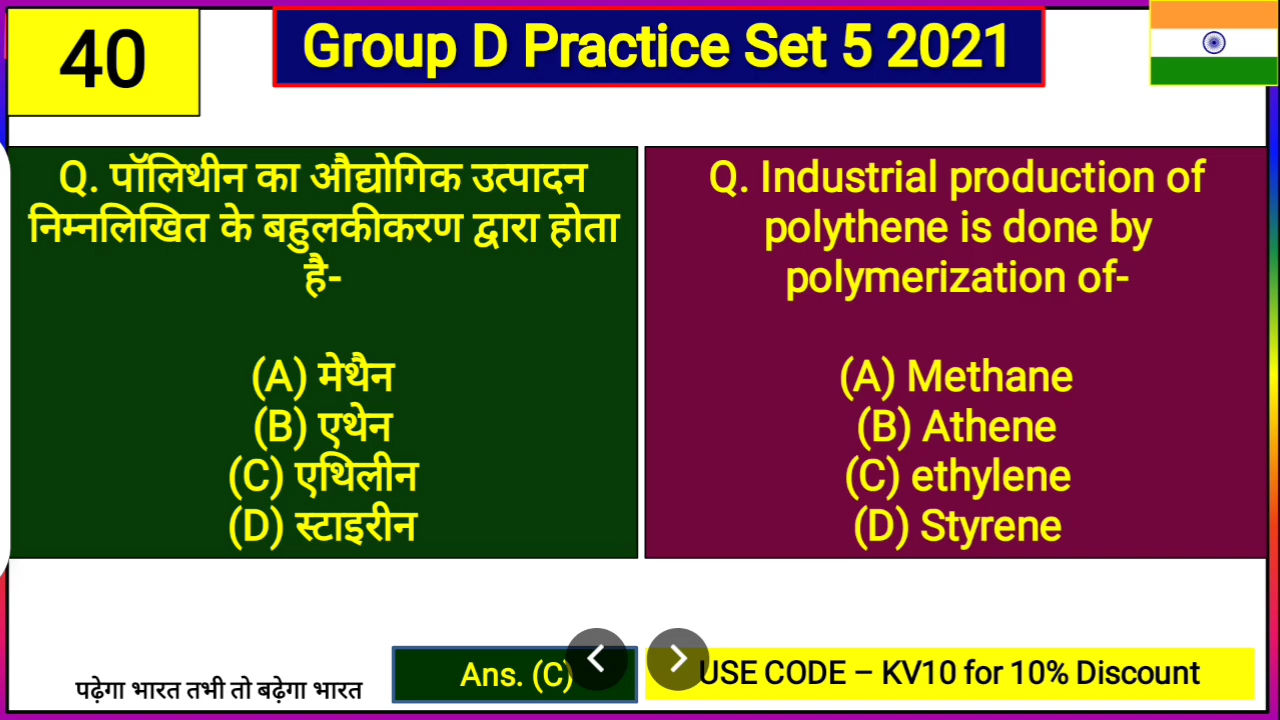 40
Group D Practice Set 5 2021
Q. पॉलिथीन का औद्योगिक उत्पादन
निम्नलिखित के बहुलकीकरण द्वारा होता
है-
(A) मेथैन
(B) एथेन
(C) एथिलीन
(D) स्टाइरीन
Q. Industrial production of
polythene is done by
polymerization of-
(A) Methane
(B) Athene
(C) ethylene
(D) Styrene
पढ़ेगा भारत तभी तो बढ़ेगा भारत
Ans. (C)
USE CODE – KV10 for 10% Discount